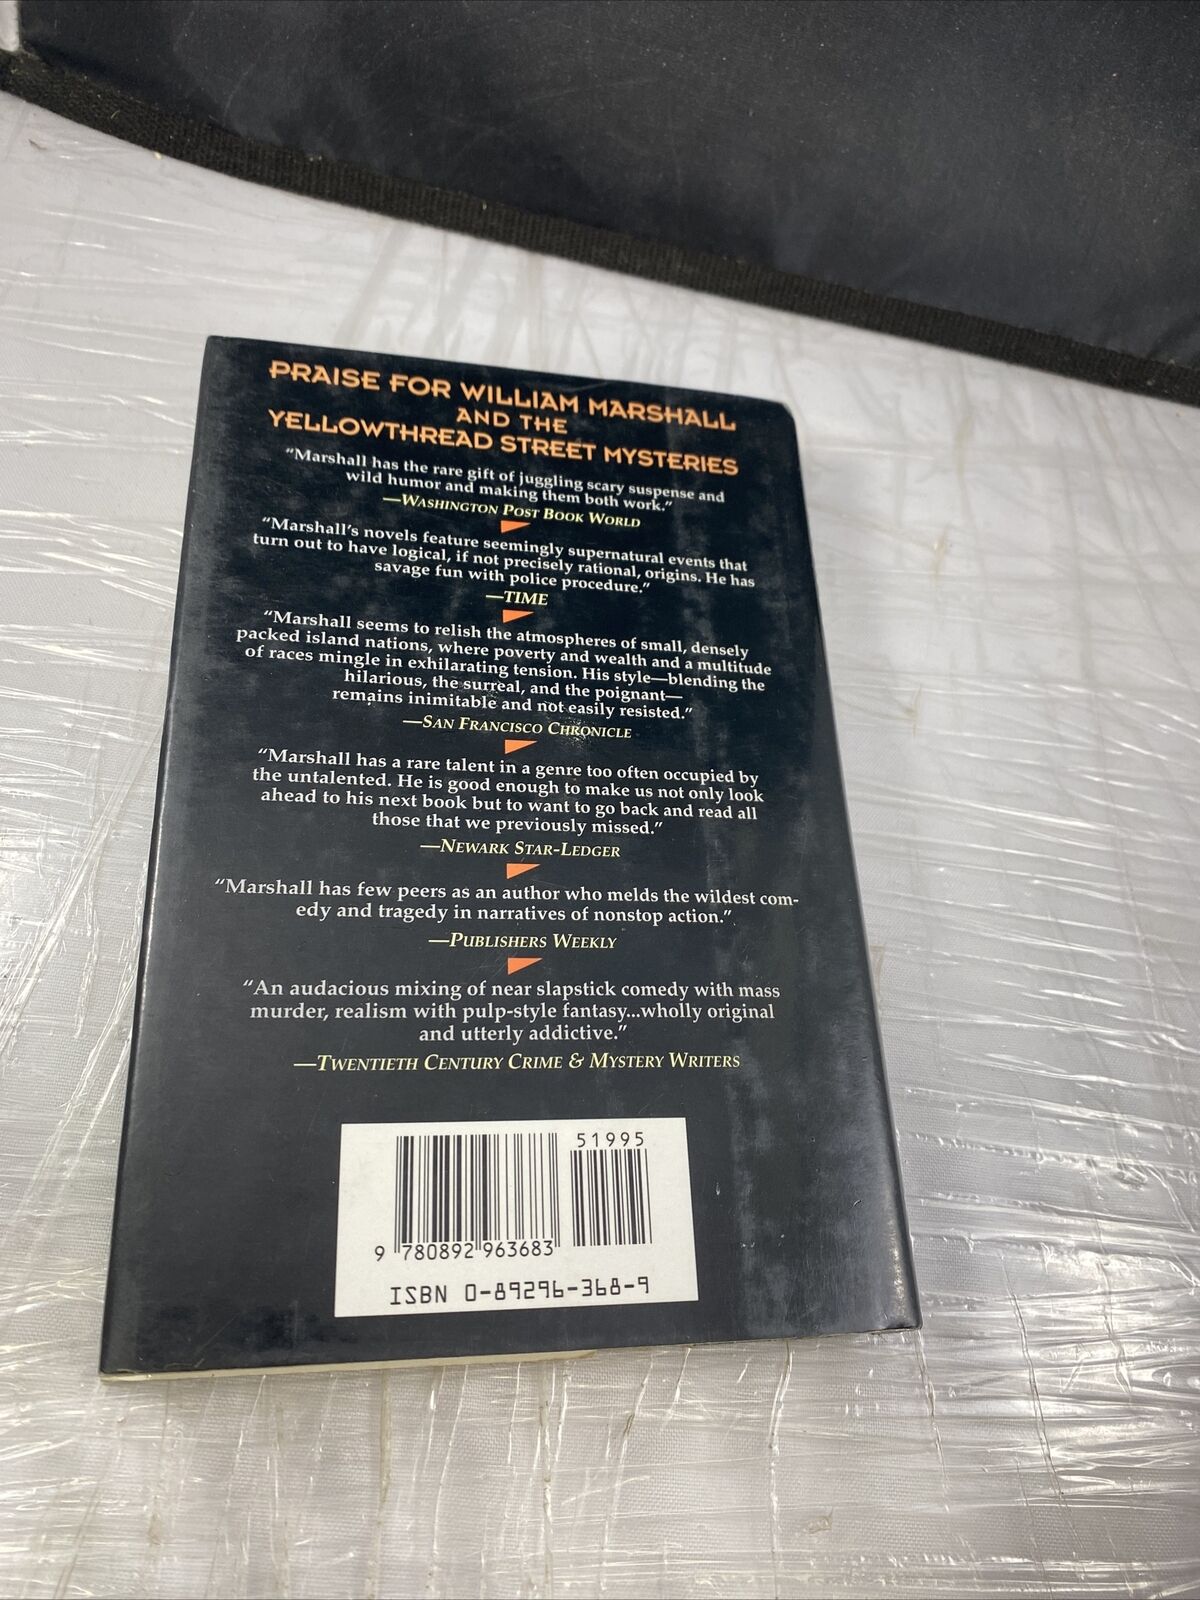 PRAISE FOR WILLIAM MARSHALL
AND THE
YELLOWTHREAD STREET MYSTERIES
“Marshall has the rare gift of juggling scary suspense and
wild humor and making them both work.”
—WASHINGTON POST BOOK WORLD
“Marshall's novels feature seemingly supernatural events that
turn out to have logical, if not precisely rational, origins. He has
savage fun with police procedure.”
—TIME
“Marshall seems to relish the atmospheres of small, densely
packed island nations, where poverty and wealth and a multitude
of races mingle in exhilarating tension. His style—blending the
hilarious, the surreal, and the poignant—
remains inimitable and not easily resisted.”
—SAN FRANCISCO CHRONICLE
“Marshall has a rare talent in a genre too often occupied by
the untalented. He is good enough to make us not only look
ahead to his next book but to want to go back and read all
those that we previously missed.”
—NEWARK STAR-LEDGER
“Marshall has few peers as an author who melds the wildest com-
edy and tragedy in narratives of nonstop action.”
—PUBLISHERS WEEKLY
“An audacious mixing of near slapstick comedy with mass
murder, realism with pulp-style fantasy...wholly original
and utterly addictive.”
—TWENTIETH CENTURY CRIME & MYSTERY WRITERS
51995
9 780892 963683
ISBN 0-89296-368-9